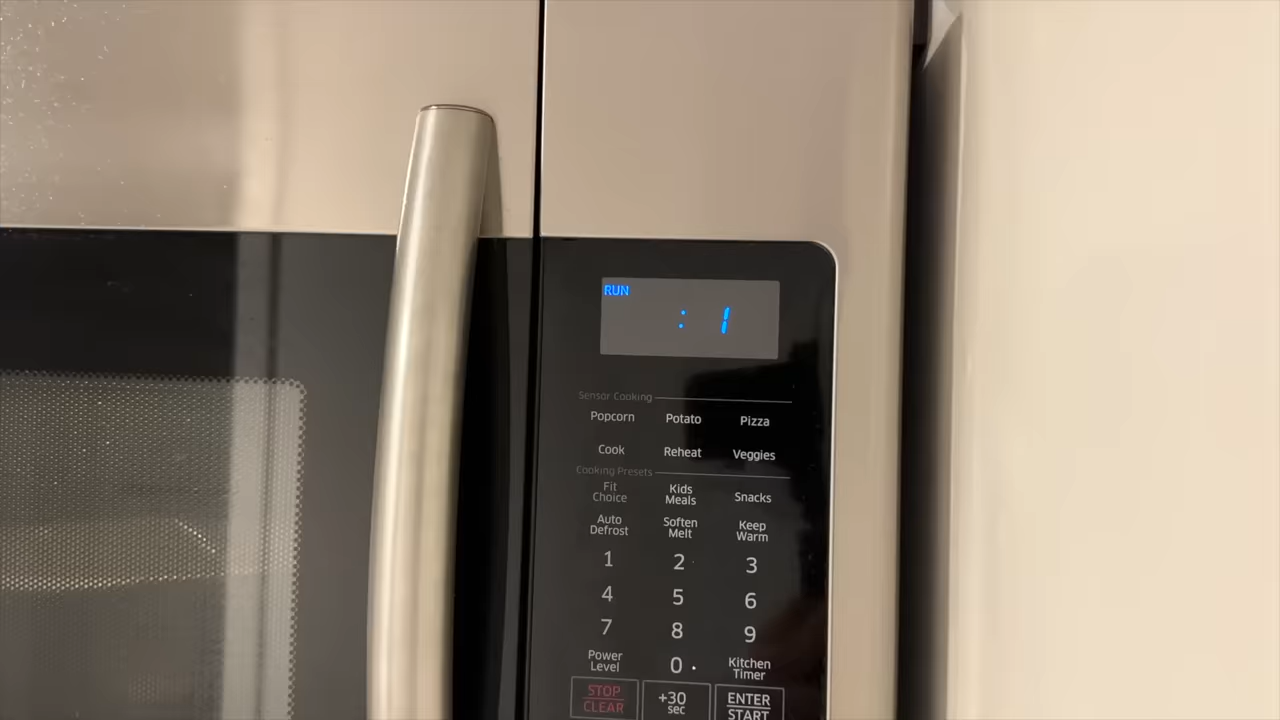 RUN
: 1
Sensor Cooking
Popcorn Potato Pizza
Cook Reheat Veggies
Cooking Presets
Fit Choice Kids Meals Snacks
Auto Defrost Soften Melt Keep Warm
1 2 3
4 5 6
7 8 9
Power Level 0 Kitchen Timer
STOP CLEAR +30 sec ENTER START